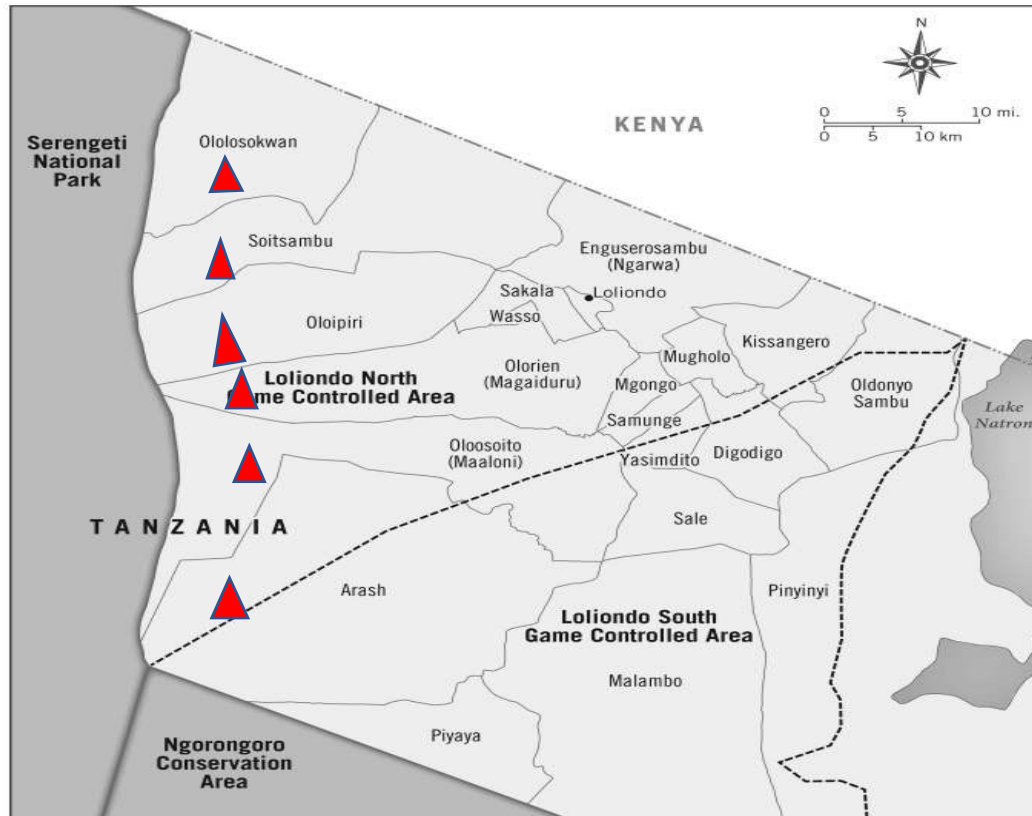 N
0 5 10 mi.
0 5 10 km
KENYA
Serengeti
National
Park
Ololosokwan
Soitsambu
Enguserosambu
(Ngarwa)
Sakala
Loliondo
Wasso
Oloipiri
Kissangero
Mugholo
Olorien
(Magaiduru)
Loliondo North
Game Controlled Area
Mgongo
Oldonyo
Sambu
Lake
Natron
Samunge
Oloosoito
(Maaloni)
Yasimdito
Digodigo
TANZANIA
Sale
Arash
Pinyinyi
Loliondo South
Game Controlled Area
Malambo
Piyaya
Ngorongoro
Conservation
Area